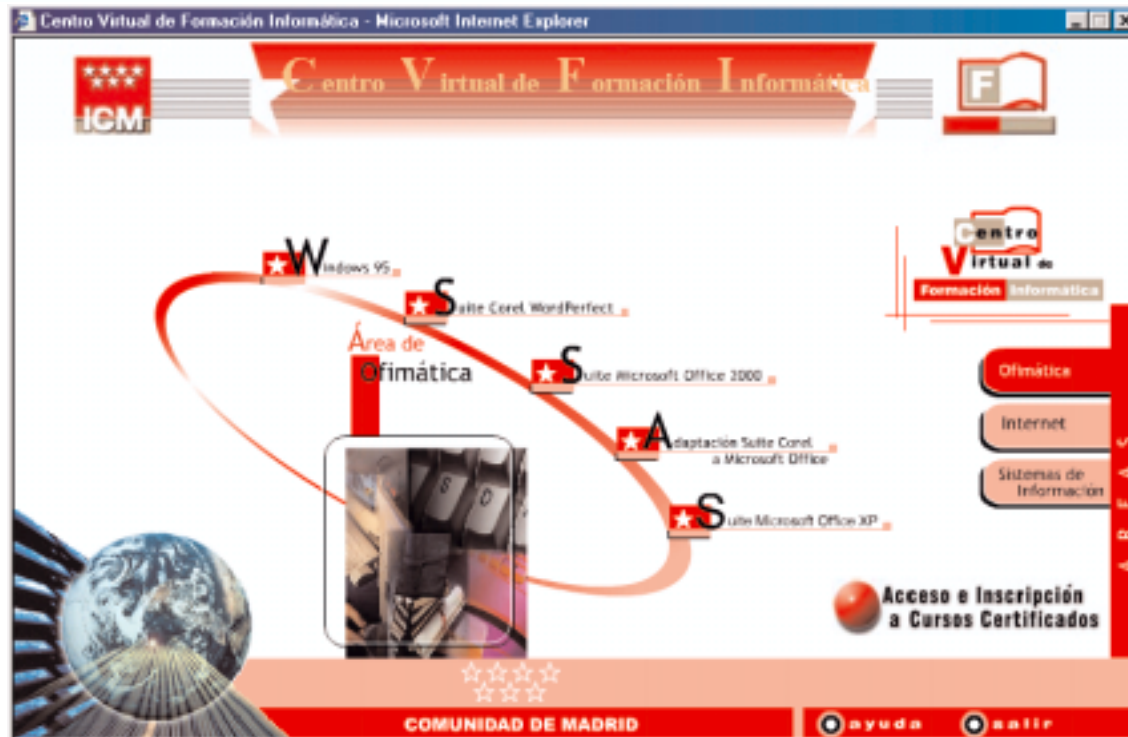 Centro Virtual de Formación Informática - Microsoft Internet Explorer
Centro Virtual de Formación Informática
ICM
F
Centro
Virtual de
Formación Informática
Windows 95
Suite Corel WordPerfect
Área de
Ofimática
Suite Microsoft Office 2000
Adaptación Suite Corel
a Microsoft Office
Suite Microsoft Office XP
Ofimática
Internet
Sistemas de
Información
AREAS
S D
Acceso e Inscripción
a Cursos Certificados
COMUNIDAD DE MADRID
ayuda
salir